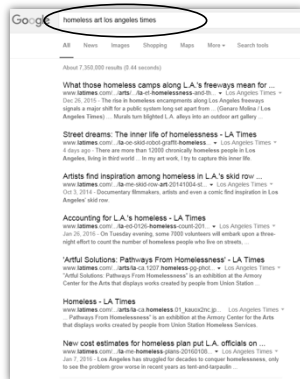 Google
homeless art los angeles times
All News Images Shopping Maps More Search tools
About 7,350,000 results (0.44 seconds)
What those homeless camps along L.A.'s freeways mean for ...
www.latimes.com/.../arts/.../la-ri-homelessness-and-th... Los Angeles Times
Dec 26, 2015 - The rise in homeless encampments along Los Angeles freeways
signals a major shift for a public system long set apart from ... (Genaro Molina / Los
Angeles Times) ... Murals turn blighted L.A. alleys into an outdoor art gallery ...
Street dreams: The inner life of homelessness - LA Times
www.latimes.com/.../la-oe-skid-robot-graffiti-homeless... Los Angeles Times
4 days ago - There are more than 12000 chronically homeless people in Los
Angeles, living in third world ... In my art work, I try to capture this inner life.
Artists find inspiration among homeless in L.A.'s skid row ...
www.latimes.com/.../la-me-skid-row-art-20141004-st... Los Angeles Times
Oct 3, 2014 - Documentary filmmakers, artists and even a comic find inspiration in Los
Angeles' skid row.
Accounting for L.A.'s homeless - LA Times
www.latimes.com/.../la-ed-0126-homeless-count-201... Los Angeles Times
Jan 26, 2016 - On Tuesday evening, some 7000 volunteers will embark upon a three-
night effort to count the number of homeless people who live on streets, ...
'Artful Solutions: Pathways From Homelessness' - LA Times
www.latimes.com/.../arts/la-ca.1207.homeless-pg-phot... Los Angeles Times
"Artful Solutions: Pathways From Homelessness" is an exhibition at the Armory
Center for the Arts that displays works created by people from Union Station ...
Homeless - LA Times
www.latimes.com/.../arts/la-ca.homeless.01_kauox2nc.jp... Los Angeles Times
... Pathways From Homelessness" is an exhibition at the Armory Center for the Arts
that displays works created by people from Union Station Homeless Services.
New cost estimates for homeless plan put L.A. officials on ...
www.latimes.com/.../la-me-homeless-plans-20160108... Los Angeles Times
Jan 7, 2016 - Los Angeles has struggled for decades to conquer homelessness, only
to see the problem grow worse in recent years as tent-and-tarpaulin ...